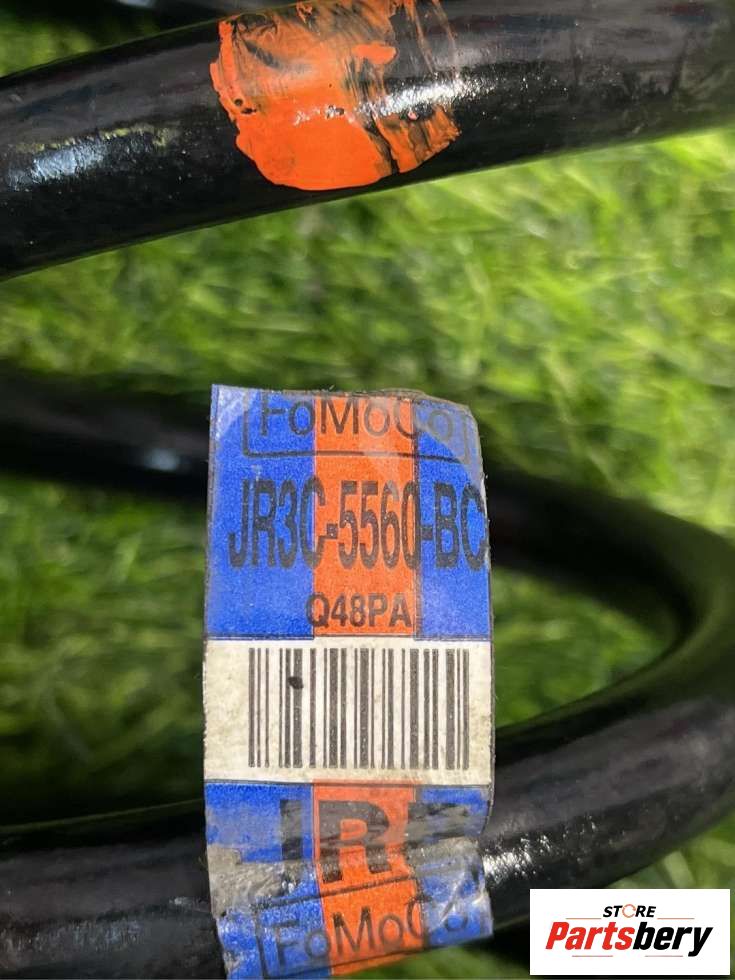 FoMoCo
JR3C-5560-BC
Q48PA
FoMoCo
STORE
Partsbery